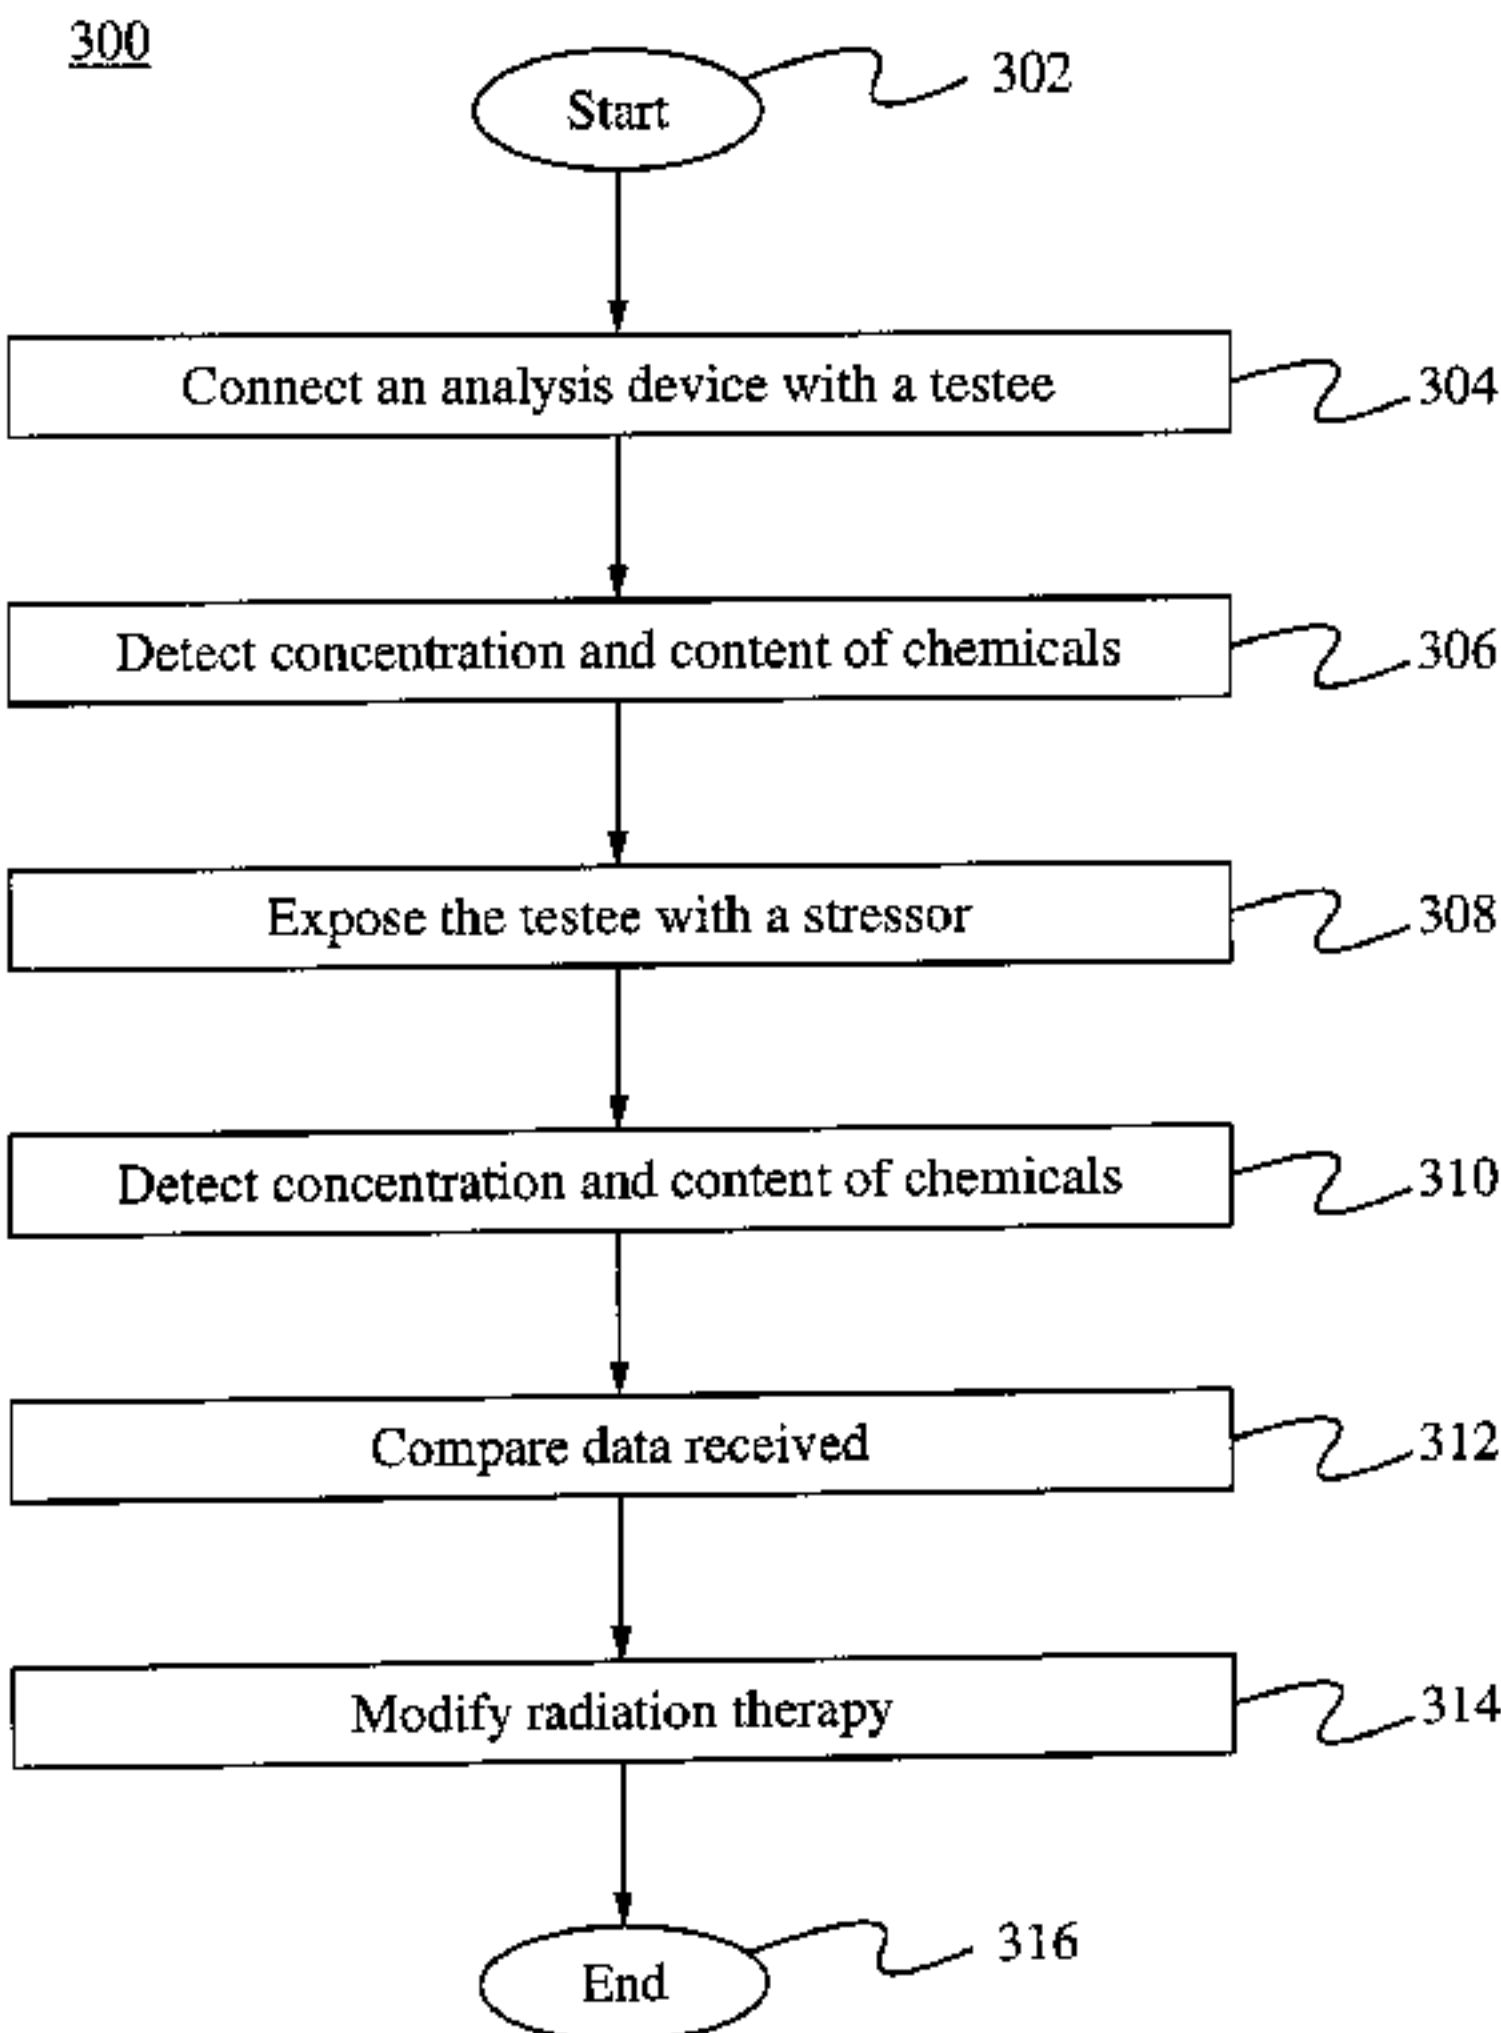 300
Start
302
Connect an analysis device with a testee
304
Detect concentration and content of chemicals
306
Expose the testee with a stressor
308
Detect concentration and content of chemicals
310
Compare data received
312
Modify radiation therapy
314
End
316